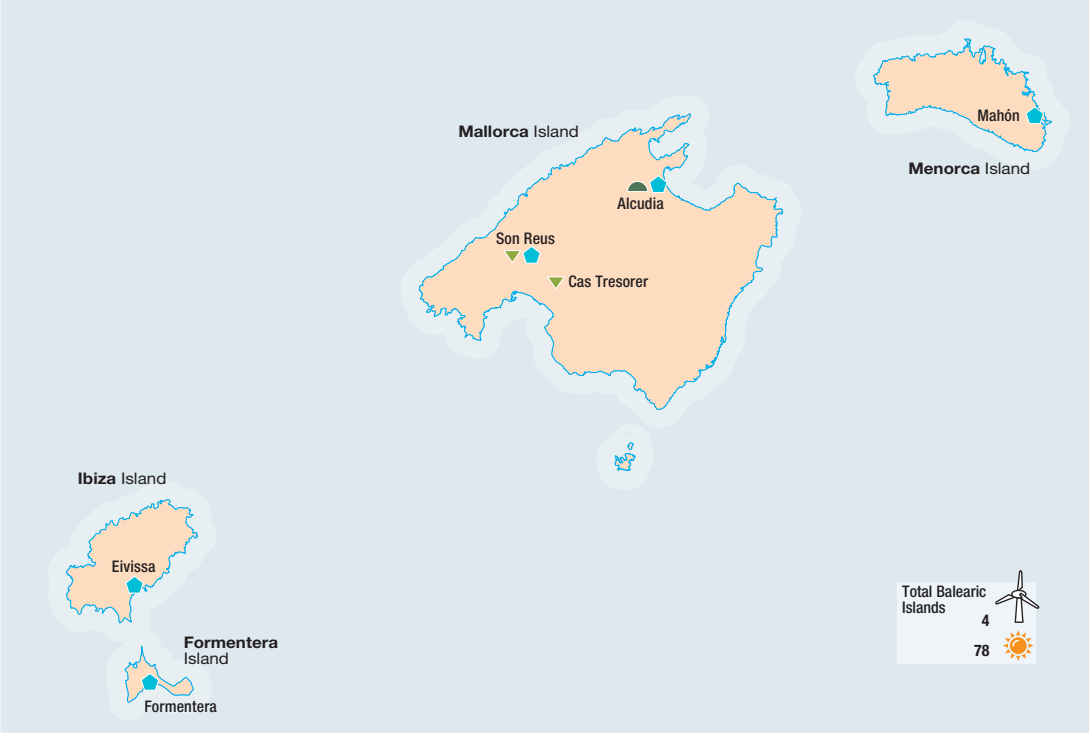 Mahón
Menorca Island
Mallorca Island
Alcudia
Son Reus
Cas Tresorer
Ibiza Island
Eivissa
Formentera
Island
Formentera
Total Balearic
Islands
4
78